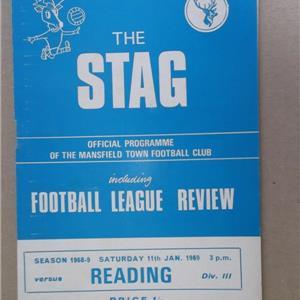 THE
STAG
OFFICIAL PROGRAMME
OF THE MANSFIELD TOWN FOOTBALL CLUB
including
FOOTBALL LEAGUE REVIEW
SEASON 1968-9 SATURDAY 11th JAN. 1969 3 p.m.
versus READING Div. III
PRICE